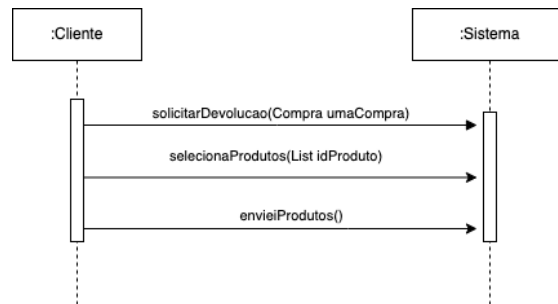 :Cliente
:Sistema
solicitarDevolucao(Compra umaCompra)
selecionaProdutos(List idProduto)
envieiProdutos()